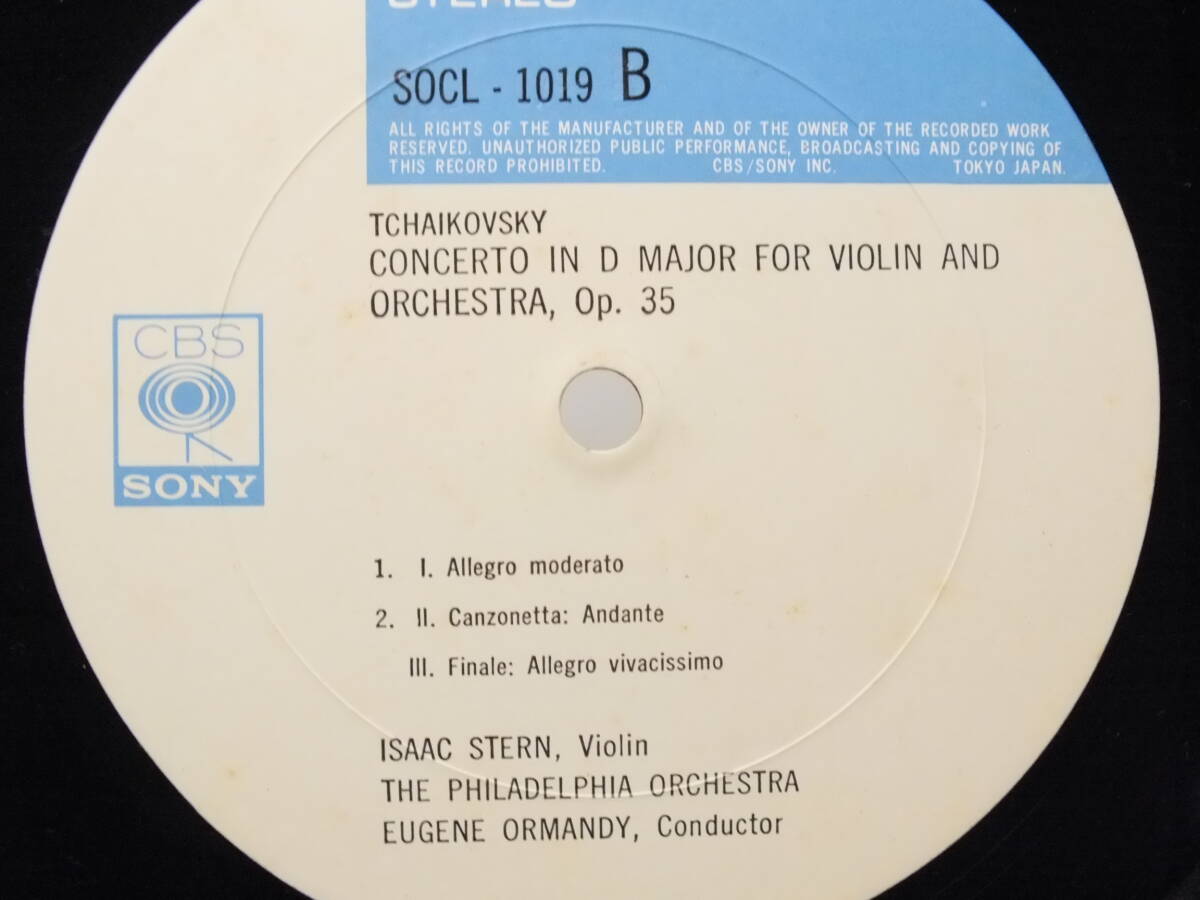 STEREO
SOCL - 1019 B
ALL RIGHTS OF THE MANUFACTURER AND OF THE OWNER OF THE RECORDED WORK
RESERVED. UNAUTHORIZED PUBLIC PERFORMANCE, BROADCASTING AND COPYING OF
THIS RECORD PROHIBITED. CBS/SONY INC. TOKYO JAPAN.
TCHAIKOVSKY
CONCERTO IN D MAJOR FOR VIOLIN AND
ORCHESTRA, Op. 35
CBS
SONY
1. I. Allegro moderato
2. II. Canzonetta: Andante
III. Finale: Allegro vivacissimo
ISAAC STERN, Violin
THE PHILADELPHIA ORCHESTRA
EUGENE ORMANDY, Conductor